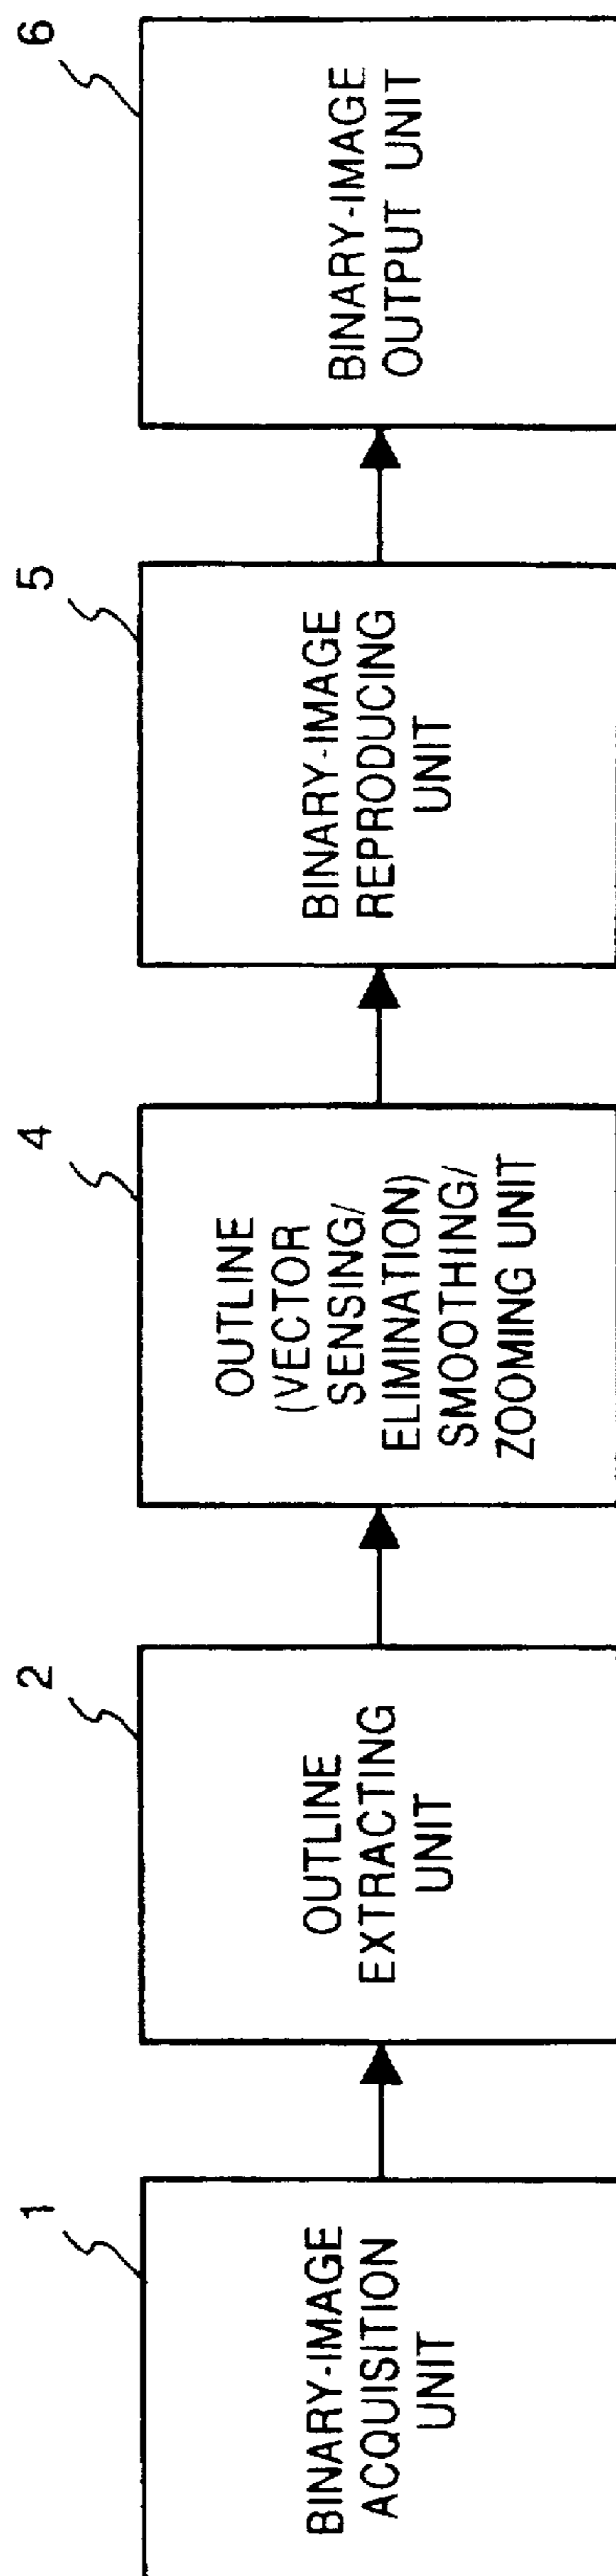 1
BINARY-IMAGE
ACQUISITION
UNIT
2
OUTLINE
EXTRACTING
UNIT
4
OUTLINE
(VECTOR
SENSING/
ELIMINATION)
SMOOTHING/
ZOOMING UNIT
5
BINARY-IMAGE
REPRODUCING
UNIT
6
BINARY-IMAGE
OUTPUT UNIT